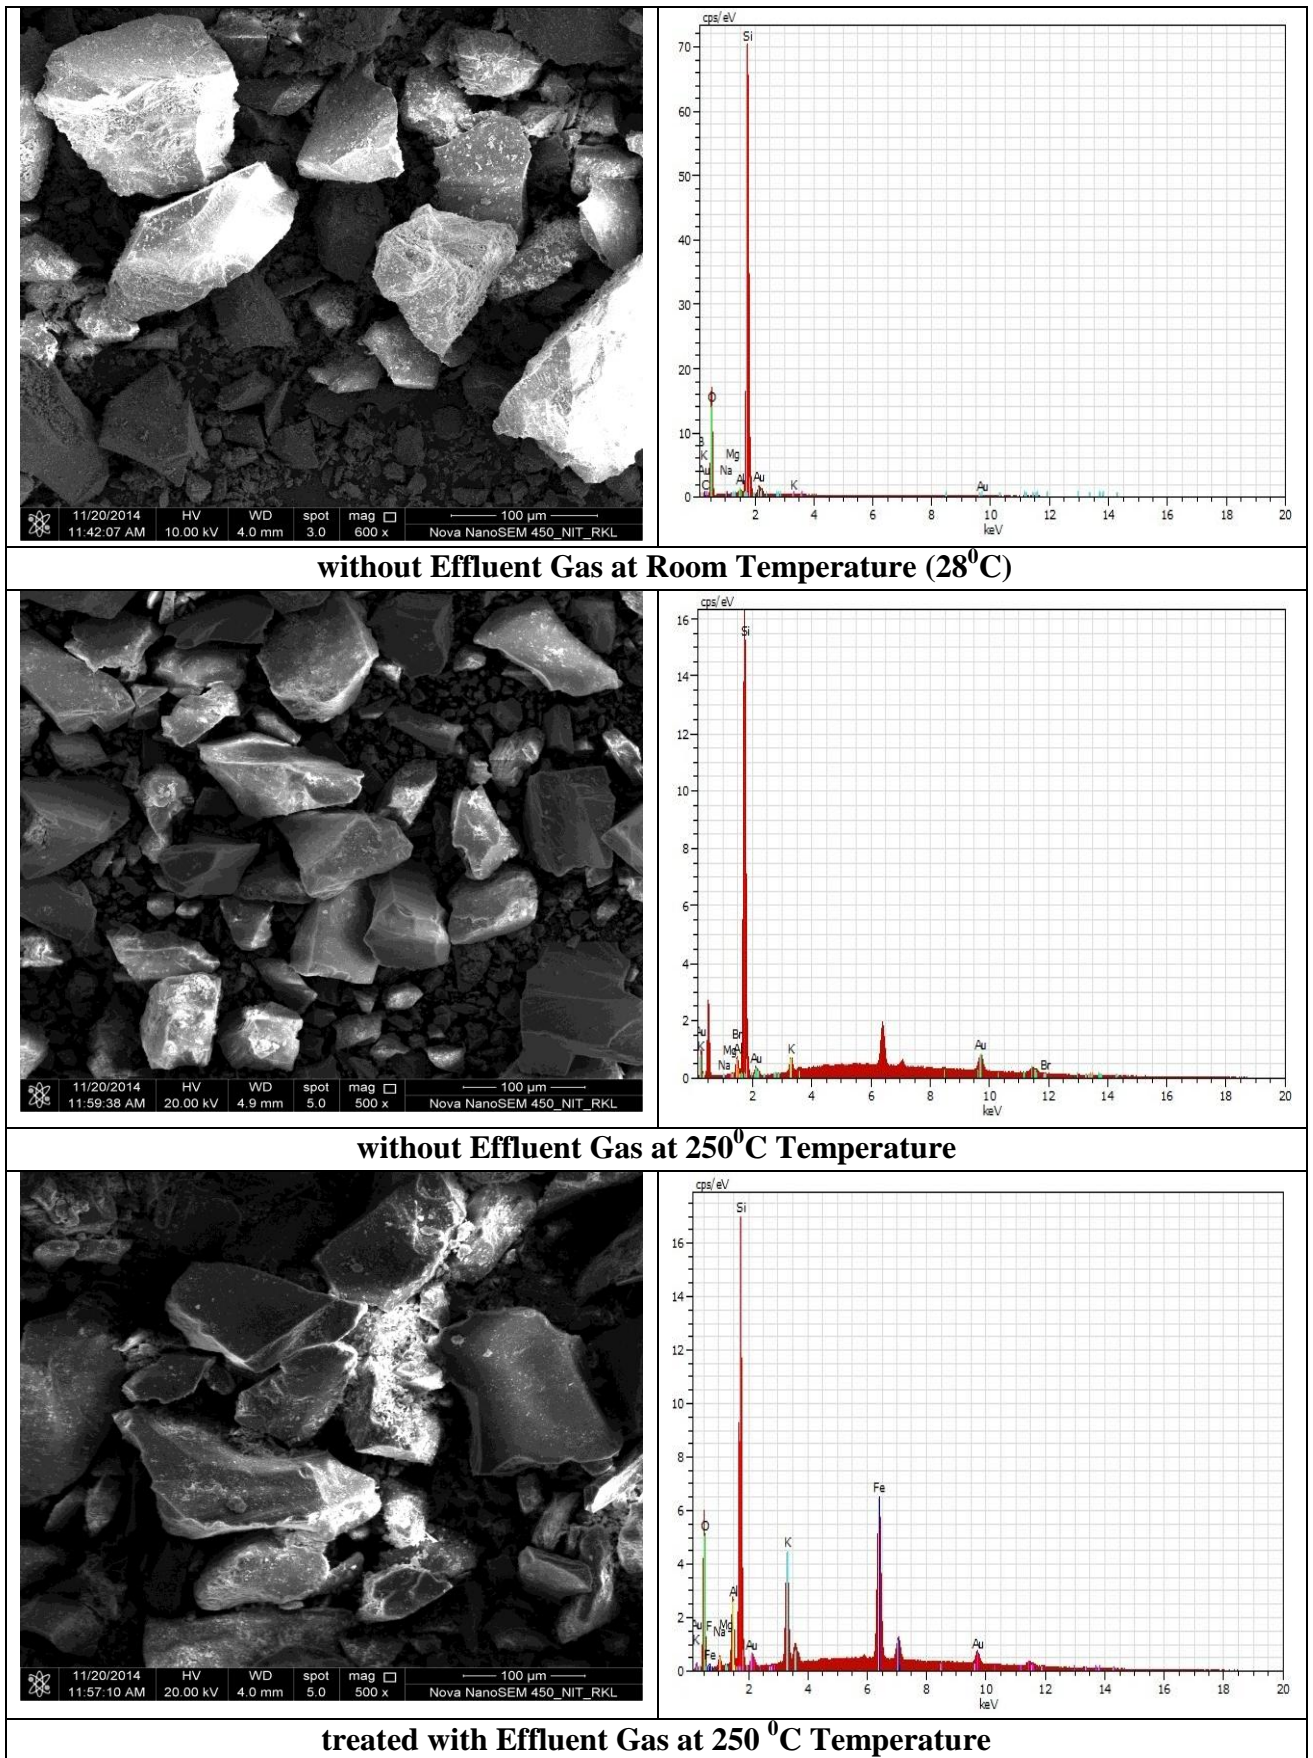 cps/eV
70
60
50
40
30
20
10
0
Si
O
B
K
Au
C
Na
Mg
Al
Au
K
Au
2 4 6 8 10 12 14 16 18 20
keV
11/20/2014 HV WD spot mag □ 100 µm
11:42:07 AM 10.00 kV 4.0 mm 3.0 600 x Nova NanoSEM 450_NIT_RKL
without Effluent Gas at Room Temperature (28⁰C)
cps/eV
16
14
12
10
8
6
4
2
0
Si
Au
K
Na
Mg
Br
Al
Au
K
Au
Br
2 4 6 8 10 12 14 16 18 20
keV
11/20/2014 HV WD spot mag □ 100 µm
11:59:38 AM 20.00 kV 4.9 mm 5.0 500 x Nova NanoSEM 450_NIT_RKL
without Effluent Gas at 250⁰C Temperature
cps/eV
16
14
12
10
8
6
4
2
0
Si
O
Au
K
F
Fe
Na
Mg
Al
Au
K
Fe
Au
2 4 6 8 10 12 14 16 18 20
keV
11/20/2014 HV WD spot mag □ 100 µm
11:57:10 AM 20.00 kV 4.0 mm 5.0 500 x Nova NanoSEM 450_NIT_RKL
treated with Effluent Gas at 250 ⁰C Temperature